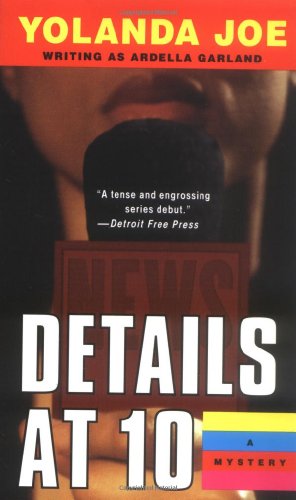 YOLANDA JOE
WRITING AS ARDELLA GARLAND
"A tense and engrossing
series debut."
—Detroit Free Press
NEWS
DETAILS
AT 10
A
MYSTERY